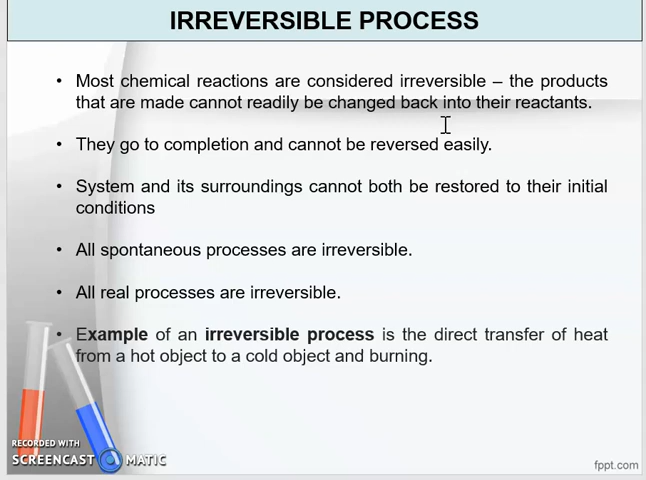 IRREVERSIBLE PROCESS
• Most chemical reactions are considered irreversible – the products
that are made cannot readily be changed back into their reactants.
• They go to completion and cannot be reversed easily.
• System and its surroundings cannot both be restored to their initial
conditions
• All spontaneous processes are irreversible.
• All real processes are irreversible.
• Example of an irreversible process is the direct transfer of heat
from a hot object to a cold object and burning.
RECORDED WITH
SCREENCAST MATIC
fppt.com